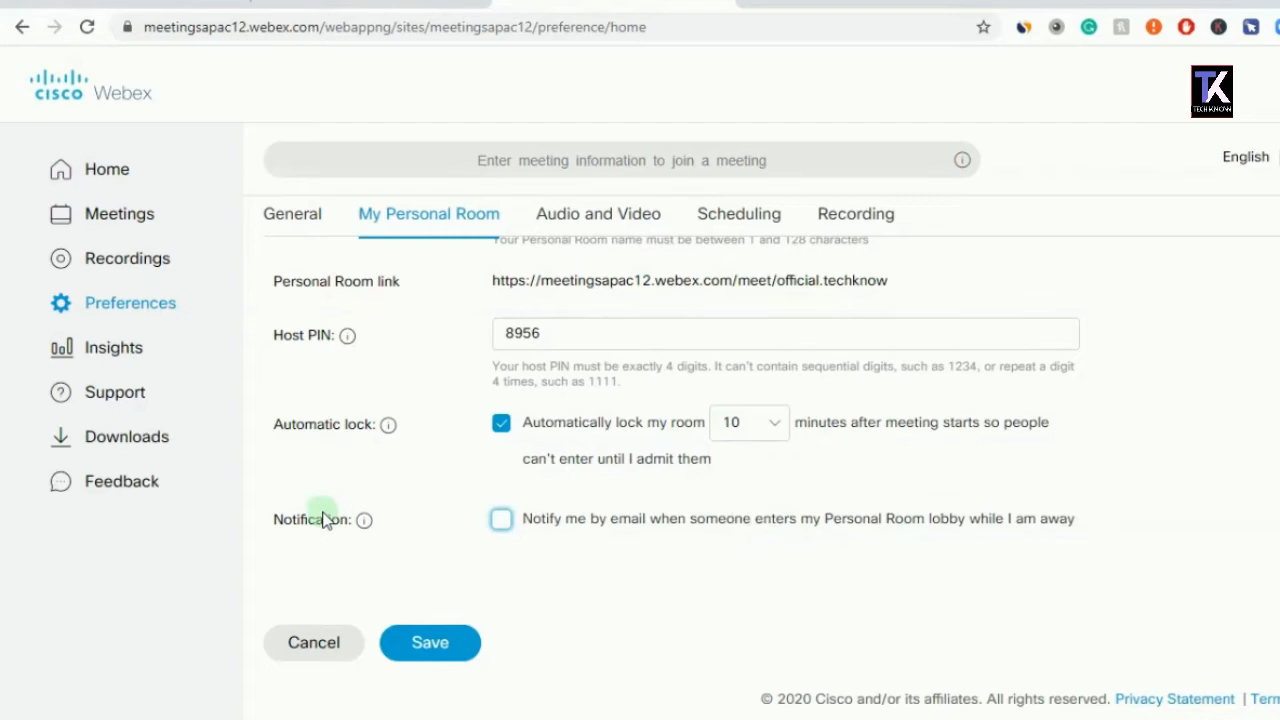 meetingsapac12.webex.com/webappng/sites/meetingsapac12/preference/home
CISCO Webex
TK
TECH KNOW
Home
Meetings
Recordings
Preferences
Insights
Support
Downloads
Feedback
Enter meeting information to join a meeting
English
General My Personal Room Audio and Video Scheduling Recording
Your Personal Room name must be between 1 and 128 characters
Personal Room link https://meetingsapac12.webex.com/meet/official.techknow
Host PIN: 8956
Your host PIN must be exactly 4 digits. It can't contain sequential digits, such as 1234, or repeat a digit
4 times, such as 1111.
Automatic lock: Automatically lock my room 10 minutes after meeting starts so people
can't enter until I admit them
Notification: Notify me by email when someone enters my Personal Room lobby while I am away
Cancel Save
© 2020 Cisco and/or its affiliates. All rights reserved. Privacy Statement | Term